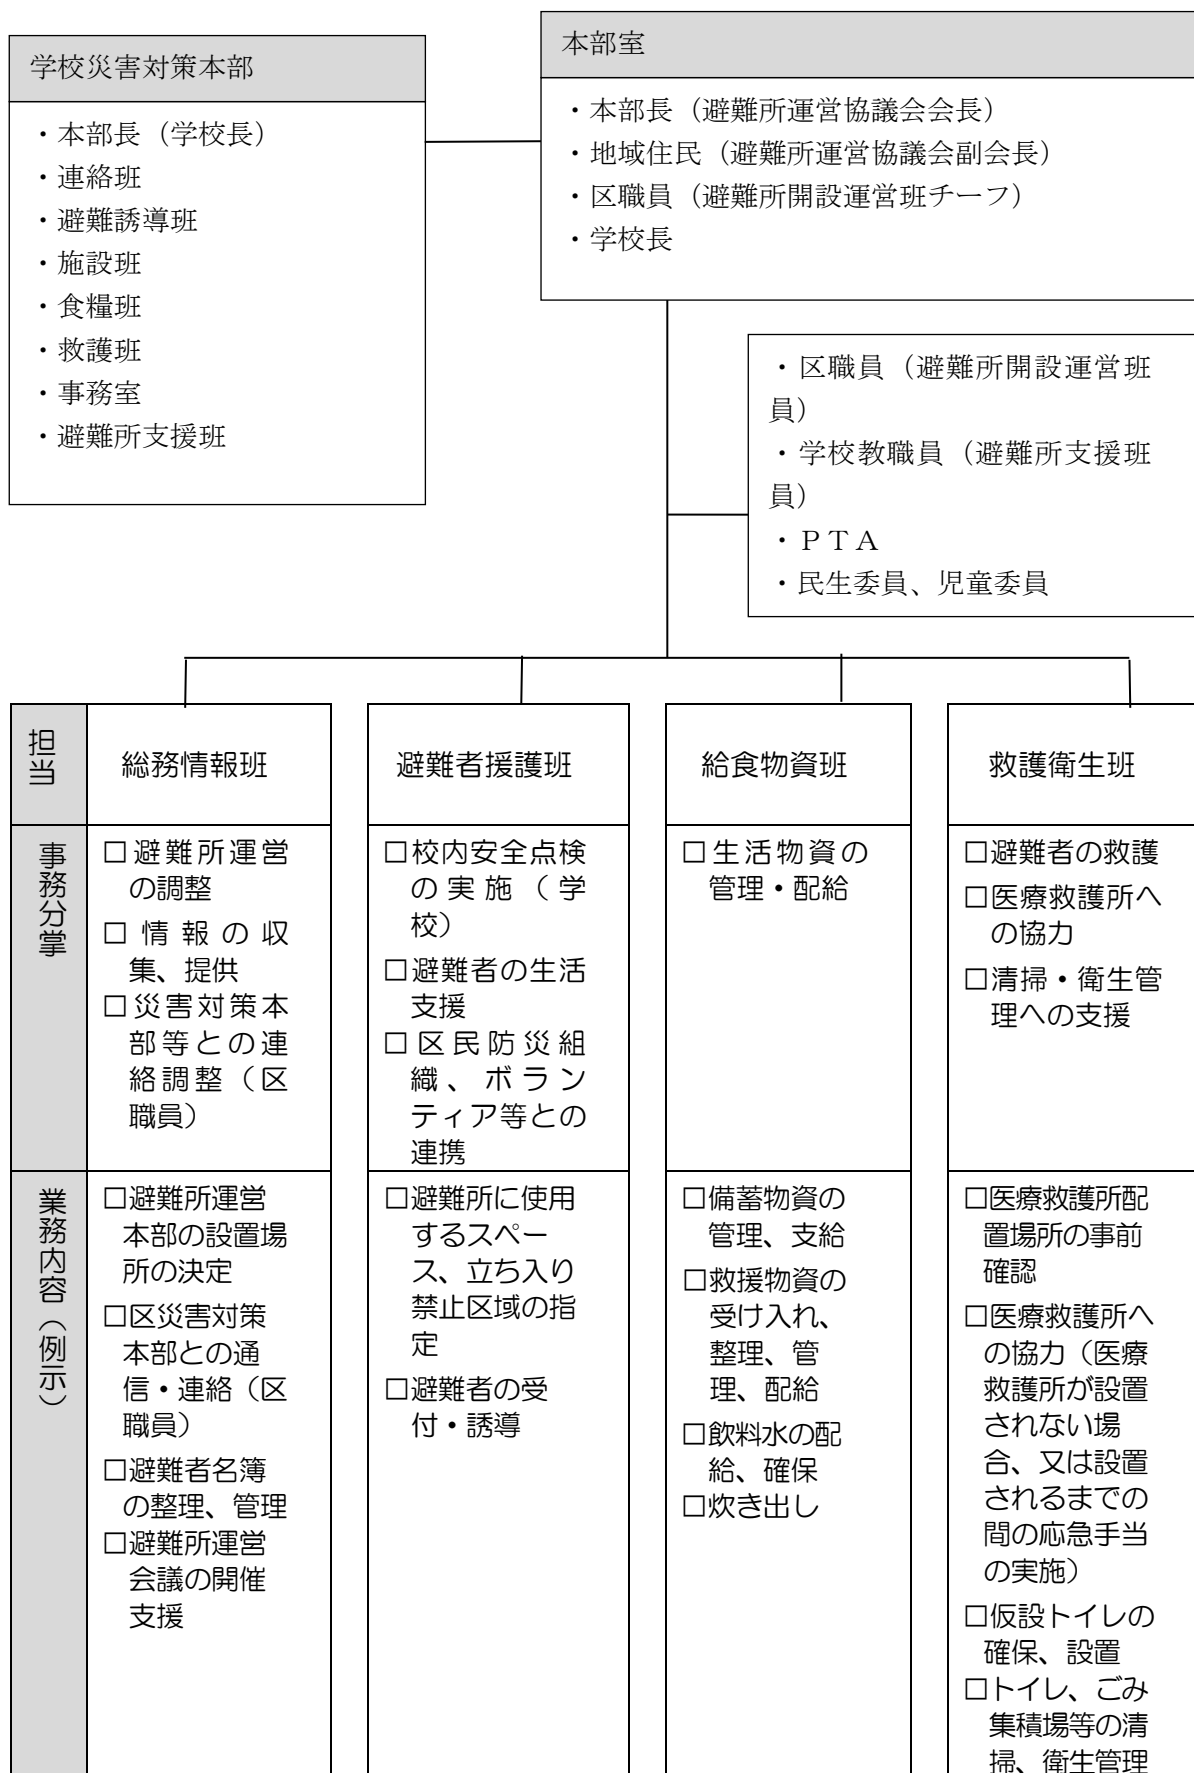 学校災害対策本部
・本部長（学校長）
・連絡班
・避難誘導班
・施設班
・食糧班
・救護班
・事務室
・避難所支援班
本部室
・本部長（避難所運営協議会会長）
・地域住民（避難所運営協議会副会長）
・区職員（避難所開設運営班チーフ）
・学校長
・区職員（避難所開設運営班
員）
・学校教職員（避難所支援班
員）
・ＰＴＡ
・民生委員、児童委員
担当
総務情報班
避難者援護班
給食物資班
救護衛生班
事務分掌
□避難所運営
の調整
□情報の収
集、提供
□災害対策本
部等との連
絡調整（区
職員）
□校内安全点検
の実施（学
校）
□避難者の生活
支援
□区民防災組
織、ボラン
ティア等との
連携
□生活物資の
管理・配給
□避難者の救護
□医療救護所へ
の協力
□清掃・衛生管
理への支援
業務内容（例示）
□避難所運営
本部の設置場
所の決定
□区災害対策
本部との通
信・連絡（区
職員）
□避難者名簿
の整理、管理
□避難所運営
会議の開催
支援
□避難所に使用
するスペー
ス、立ち入り
禁止区域の指
定
□避難者の受
付・誘導
□備蓄物資の
管理、支給
□救援物資の
受け入れ、
整理、管
理、配給
□飲料水の配
給、確保
□炊き出し
□医療救護所配
置場所の事前
確認
□医療救護所へ
の協力（医療
救護所が設置
されない場
合、又は設置
されるまでの
間の応急手当
の実施）
□仮設トイレの
確保、設置
□トイレ、ごみ
集積場等の清
掃、衛生管理